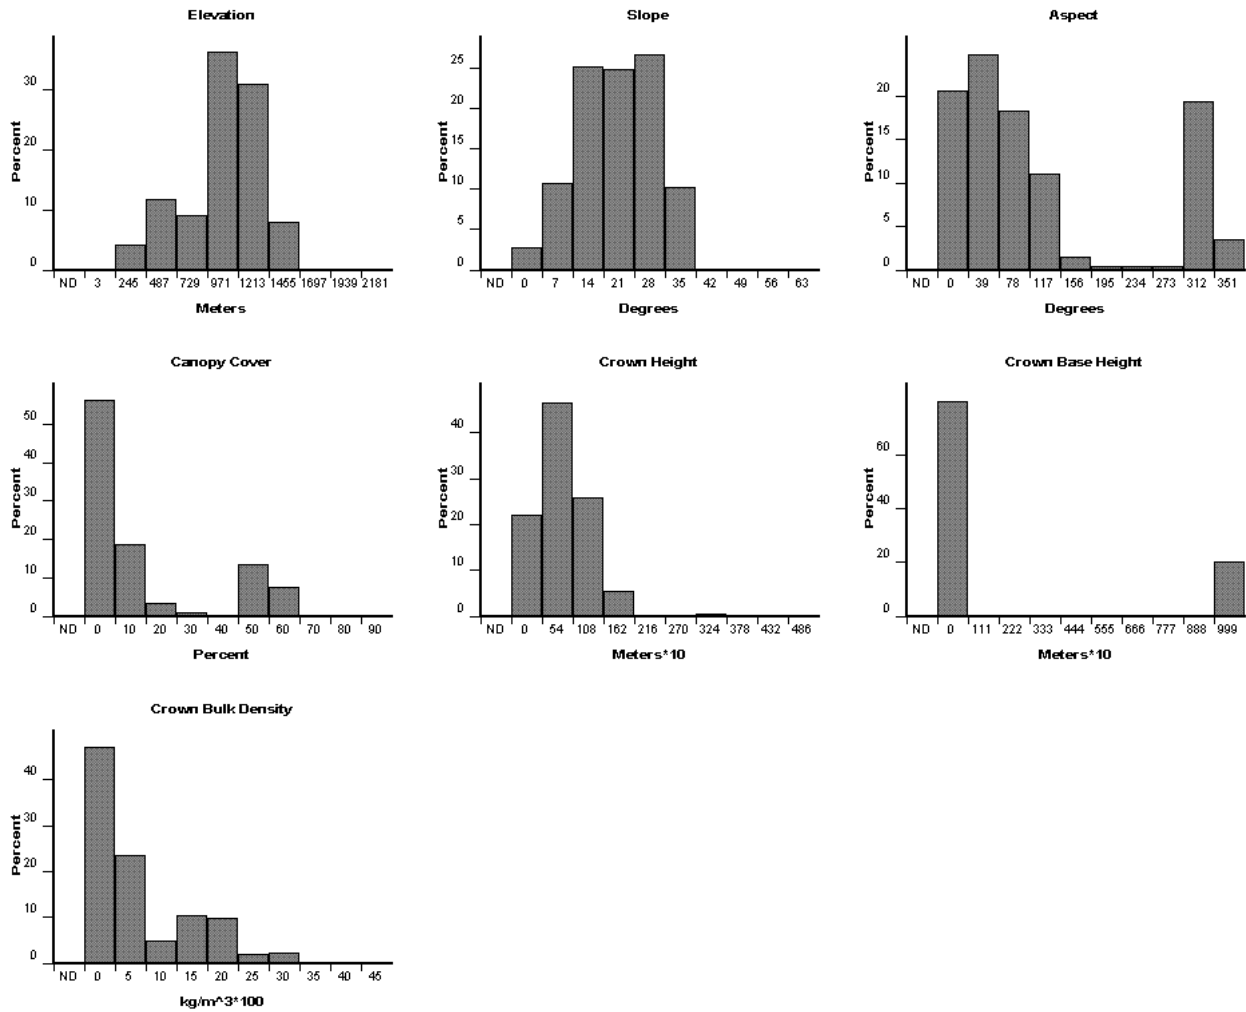 Elevation
Percent
30
20
10
0
ND 3 245 487 729 971 1213 1455 1697 1939 2181
Meters
Slope
Percent
25
20
15
10
5
0
ND 0 7 14 21 28 35 42 49 56 63
Degrees
Aspect
Percent
20
15
10
5
0
ND 0 39 78 117 156 195 234 273 312 351
Degrees
Canopy Cover
Percent
50
40
30
20
10
0
ND 0 10 20 30 40 50 60 70 80 90
Percent
Crown Height
Percent
40
30
20
10
0
ND 0 54 108 162 216 270 324 378 432 486
Meters*10
Crown Base Height
Percent
60
40
20
0
ND 0 111 222 333 444 555 666 777 888 999
Meters*10
Crown Bulk Density
Percent
40
30
20
10
0
ND 0 5 10 15 20 25 30 35 40 45
kg/m^3*100